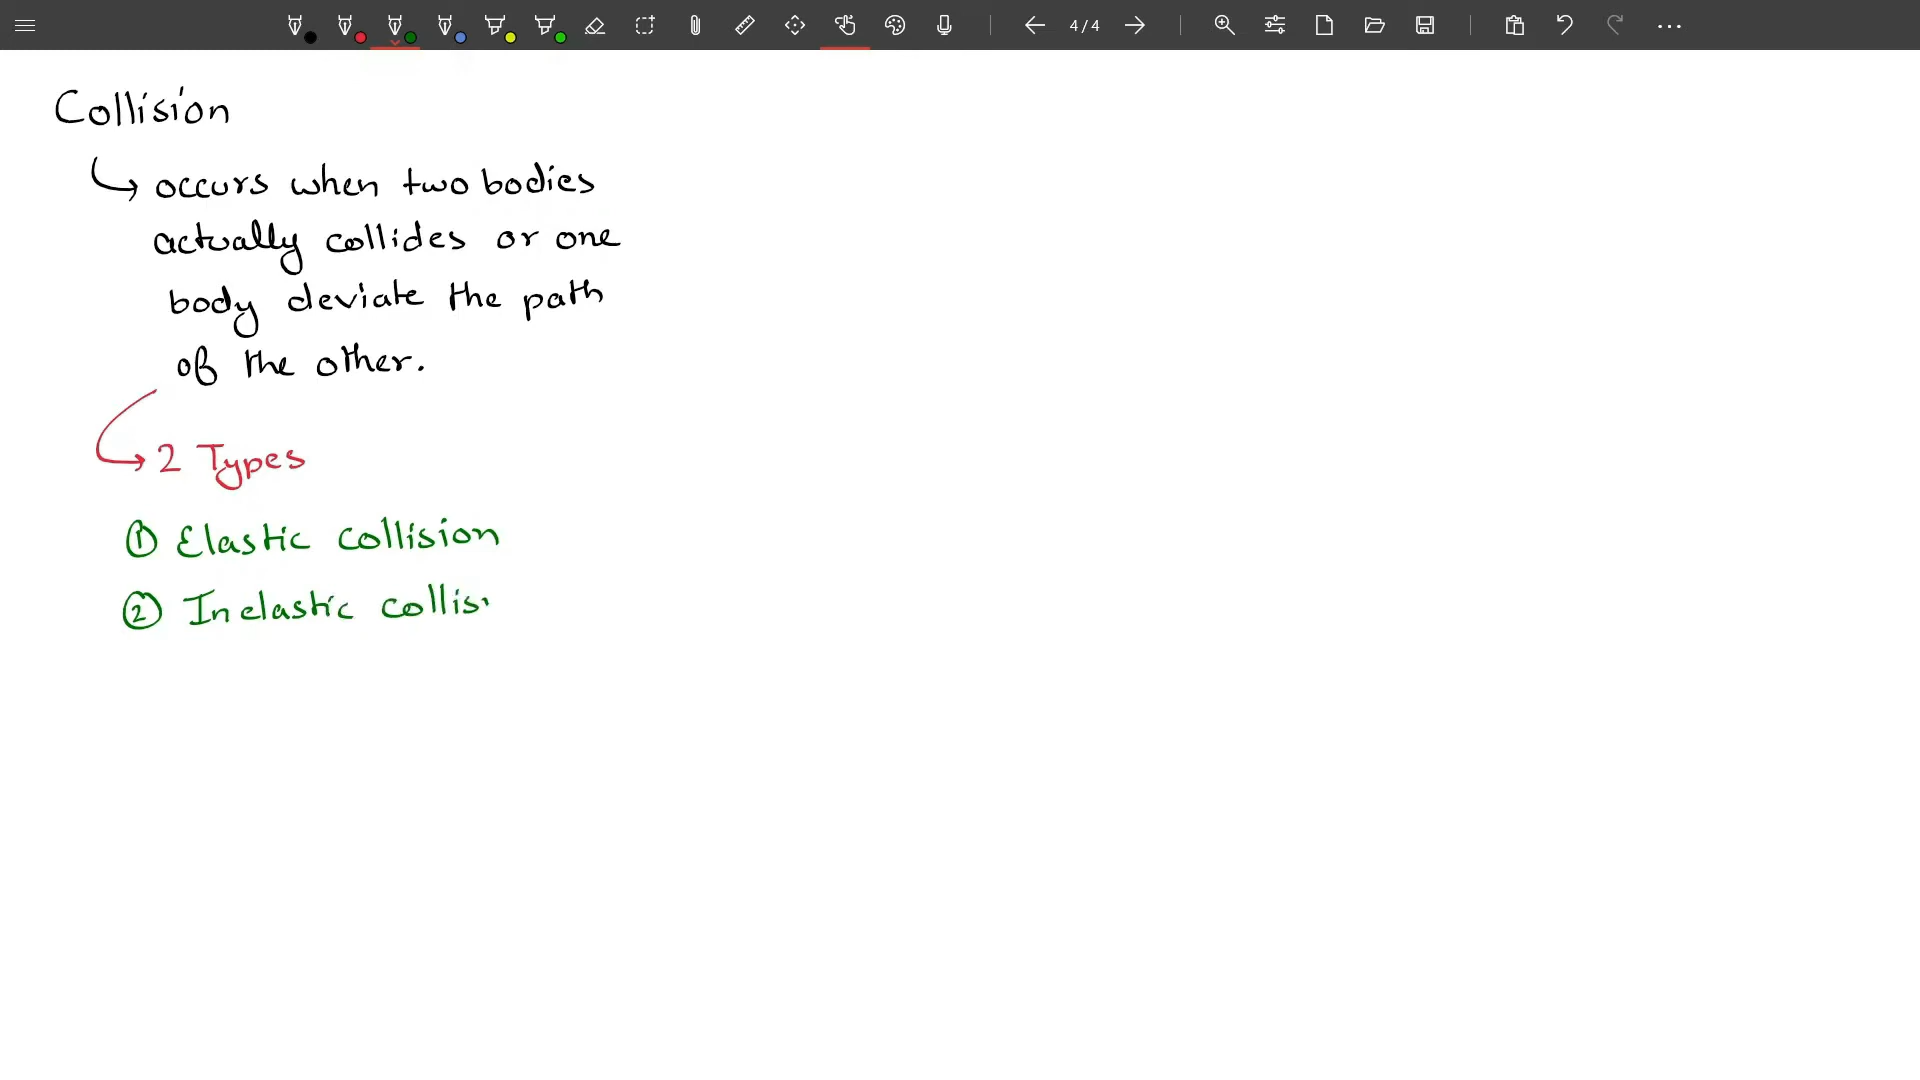 4/4
Collision
occurs when two bodies
actually collides or one
body deviate the path
of the other.
2 Types
① Elastic collision
② Inelastic collisi